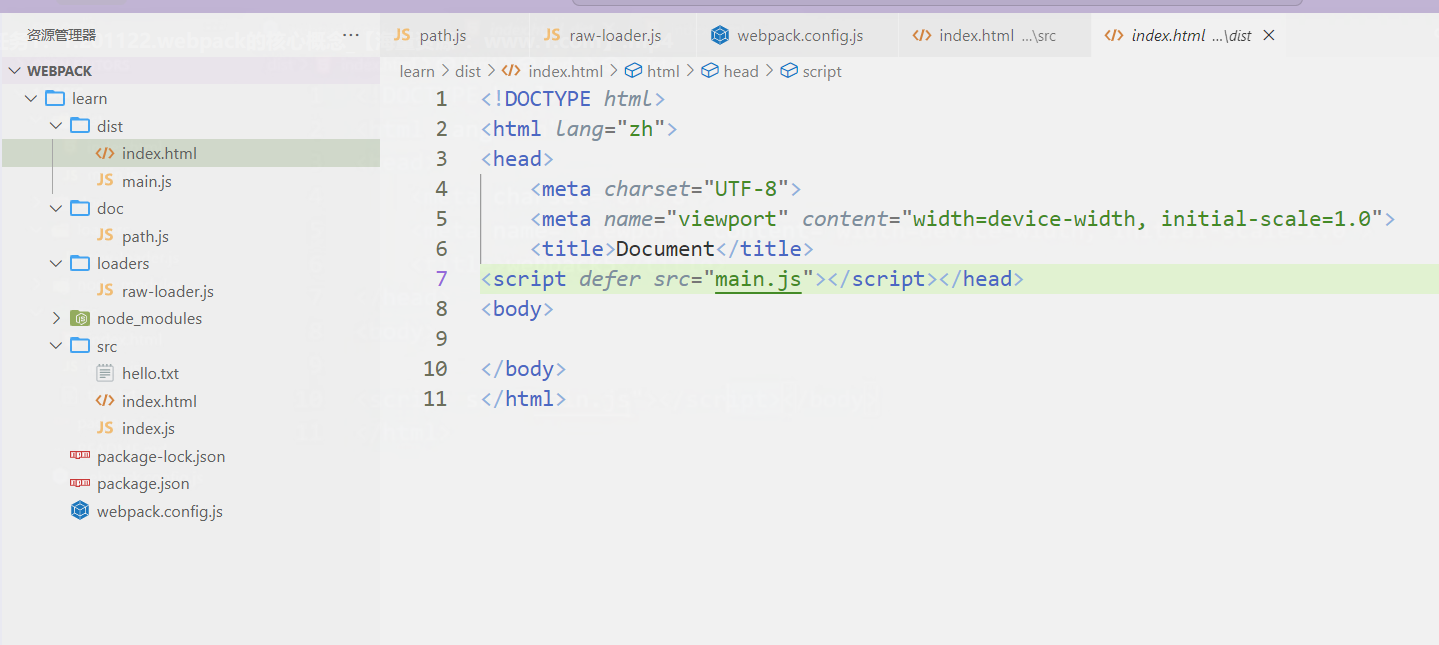 资源管理器 ···
WEBPACK
learn
dist
index.html
JS main.js
doc
JS path.js
loaders
JS raw-loader.js
node_modules
src
hello.txt
index.html
JS index.js
package-lock.json
package.json
webpack.config.js
JS path.js JS raw-loader.js webpack.config.js index.html ...\src index.html ...\dist
learn > dist > index.html > html > head > script
1 <!DOCTYPE html>
2 <html lang="zh">
3 <head>
4 <meta charset="UTF-8">
5 <meta name="viewport" content="width=device-width, initial-scale=1.0">
6 <title>Document</title>
7 <script defer src="main.js"></script></head>
8 <body>
9
10 </body>
11 </html>